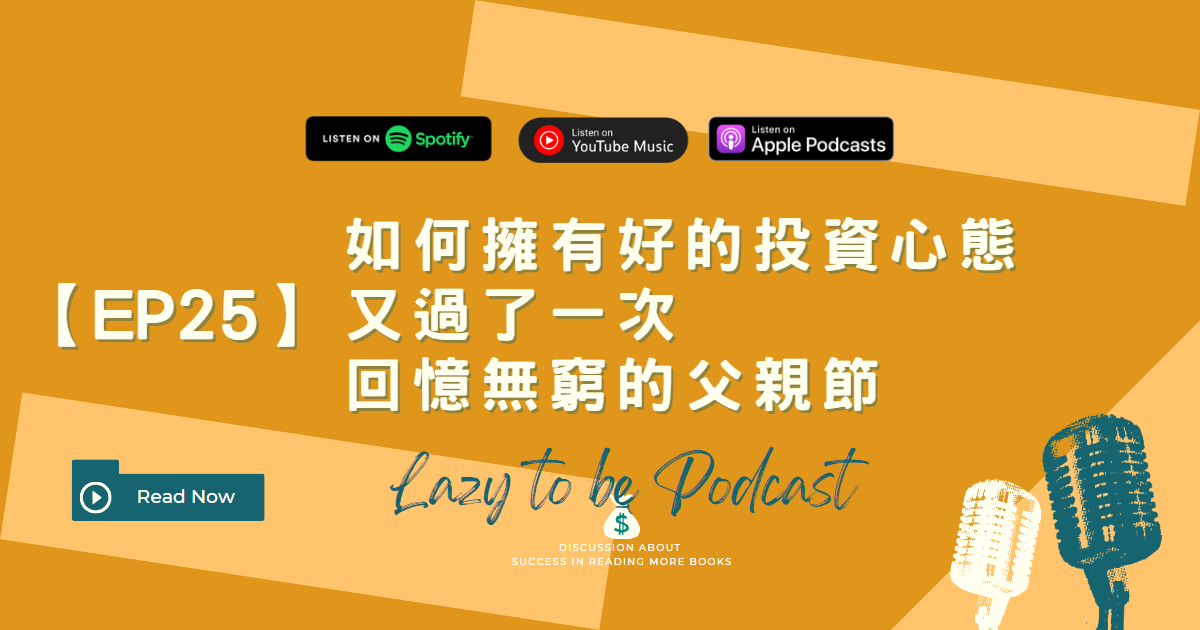 LISTEN ON Spotify
Listen on
YouTube Music
Listen on
Apple Podcasts
如何擁有好的投資心態
【EP25】又過了一次
回憶無窮的父親節
Read Now
Lazy to be Podcast
$
DISCUSSION ABOUT
SUCCESS IN READING MORE BOOKS